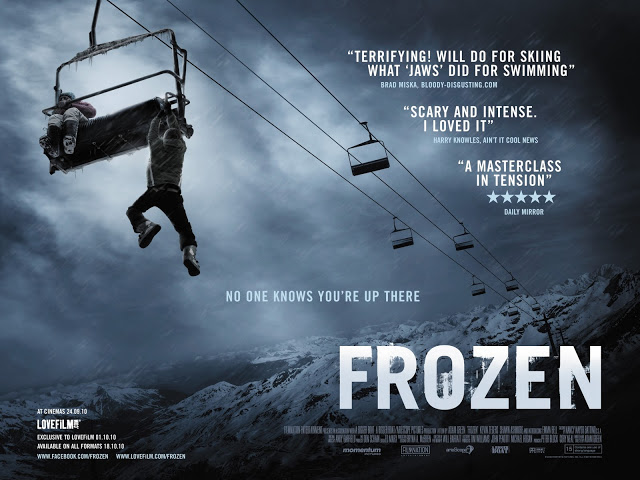 “TERRIFYING! WILL DO FOR SKIING
WHAT ‘JAWS’ DID FOR SWIMMING”
BRAD MISKA, BLOODY-DISGUSTING.COM
“SCARY AND INTENSE.
I LOVED IT”
HARRY KNOWLES, AIN'T IT COOL NEWS
“A MASTERCLASS
IN TENSION”
DAILY MIRROR
NO ONE KNOWS YOU'RE UP THERE
FROZEN
AT CINEMAS 24.09.10
LOVEFiLM
EXCLUSIVE TO LOVEFiLM 01.10.10
AVAILABLE ON ALL FORMATS 18.10.10
WWW.FACEBOOK.COM/FROZEN
WWW.LOVEFILM.COM/FROZEN
momentum